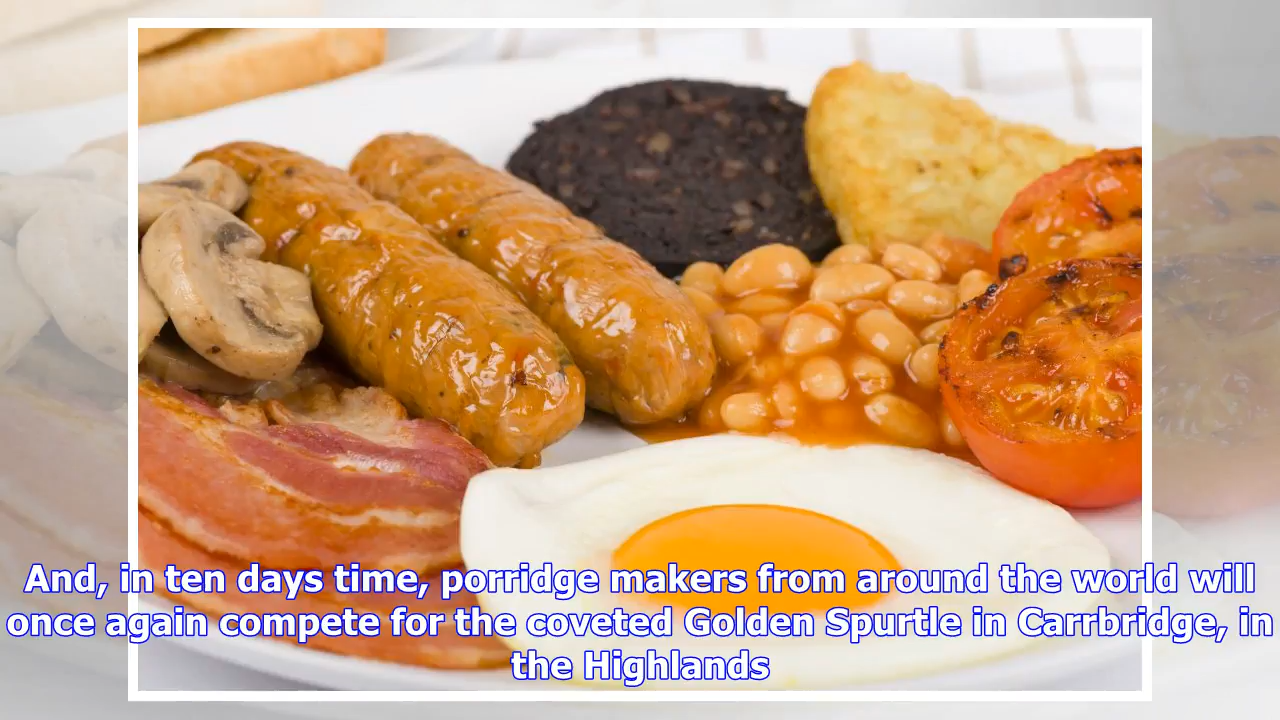 And, in ten days time, porridge makers from around the world will
once again compete for the coveted Golden Spurtle in Carrbridge, in
the Highlands